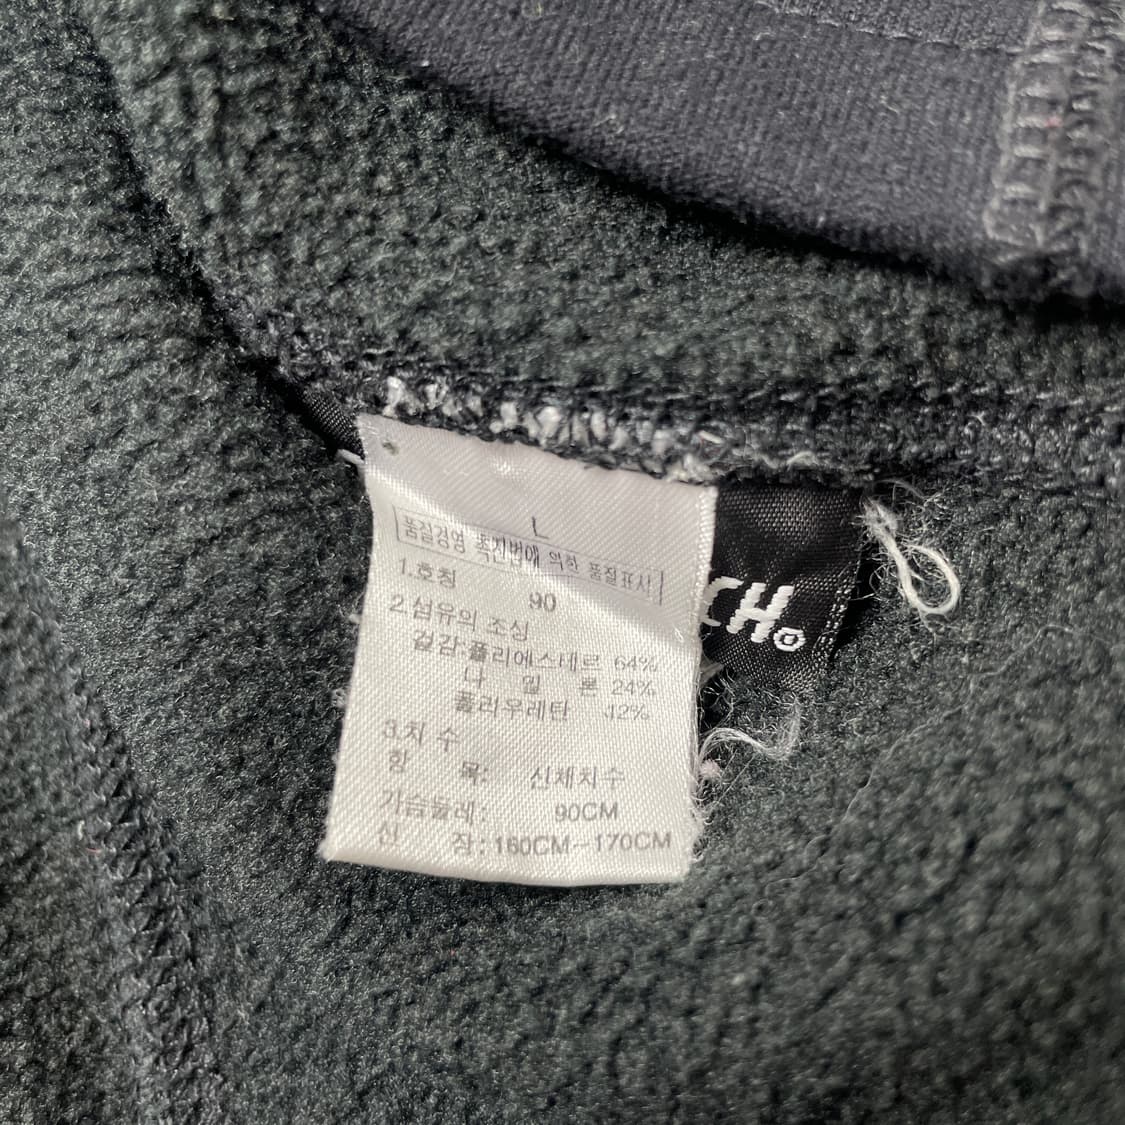 L
품질경영 촉진법에 의한 품질표시
1.호칭 90
2.섬유의 조성
겉감:폴리에스테르 64%
나 일 론 24%
폴리우레탄 12%
3.치 수
항 목: 신체치수
가슴둘레: 90CM
신 장:160CM~170CM
CH®